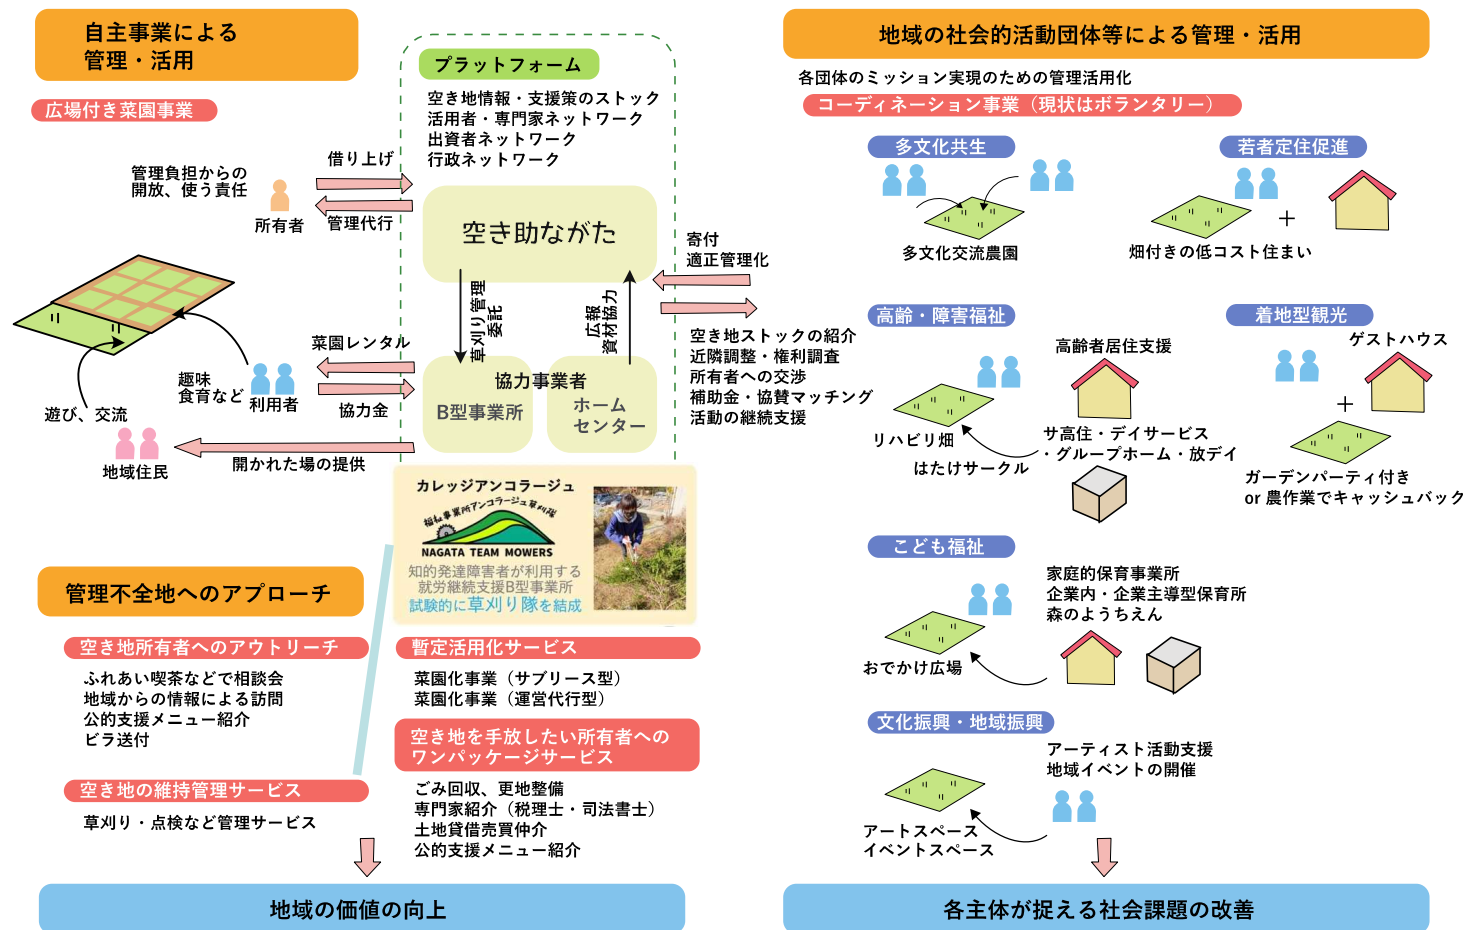 自主事業による
管理・活用
広場付き菜園事業
管理負担からの
開放、使う責任
所有者
借り上げ
管理代行
プラットフォーム
空き地情報・支援策のストック
活用者・専門家ネットワーク
出資者ネットワーク
行政ネットワーク
空き助ながた
草刈り管理
委託
広報
資材協力
協力事業者
B型事業所
ホーム
センター
寄付
適正管理化
空き地ストックの紹介
近隣調整・権利調査
所有者への交渉
補助金・協賛マッチング
活動の継続支援
菜園レンタル
協力金
趣味
食育など
利用者
遊び、交流
地域住民
開かれた場の提供
カレッジアンコラージュ
福祉事業所アンコラージュ草刈隊
NAGATA TEAM MOWERS
知的発達障害者が利用する
就労継続支援B型事業所
試験的に草刈り隊を結成
管理不全地へのアプローチ
空き地所有者へのアウトリーチ
ふれあい喫茶などで相談会
地域からの情報による訪問
公的支援メニュー紹介
ビラ送付
空き地の維持管理サービス
草刈り・点検など管理サービス
暫定活用化サービス
菜園化事業（サブリース型）
菜園化事業（運営代行型）
空き地を手放したい所有者への
ワンパッケージサービス
ごみ回収、更地整備
専門家紹介（税理士・司法書士）
土地貸借売買仲介
公的支援メニュー紹介
地域の価値の向上
地域の社会的活動団体等による管理・活用
各団体のミッション実現のための管理活用化
コーディネーション事業（現状はボランタリー）
多文化共生
多文化交流農園
若者定住促進
＋
畑付きの低コスト住まい
高齢・障害福祉
高齢者居住支援
リハビリ畑
はたけサークル
サ高住・デイサービス
・グループホーム・放デイ
着地型観光
ゲストハウス
＋
ガーデンパーティ付き
or 農作業でキャッシュバック
こども福祉
家庭的保育事業所
企業内・企業主導型保育所
森のようちえん
おでかけ広場
文化振興・地域振興
アーティスト活動支援
地域イベントの開催
アートスペース
イベントスペース
各主体が捉える社会課題の改善